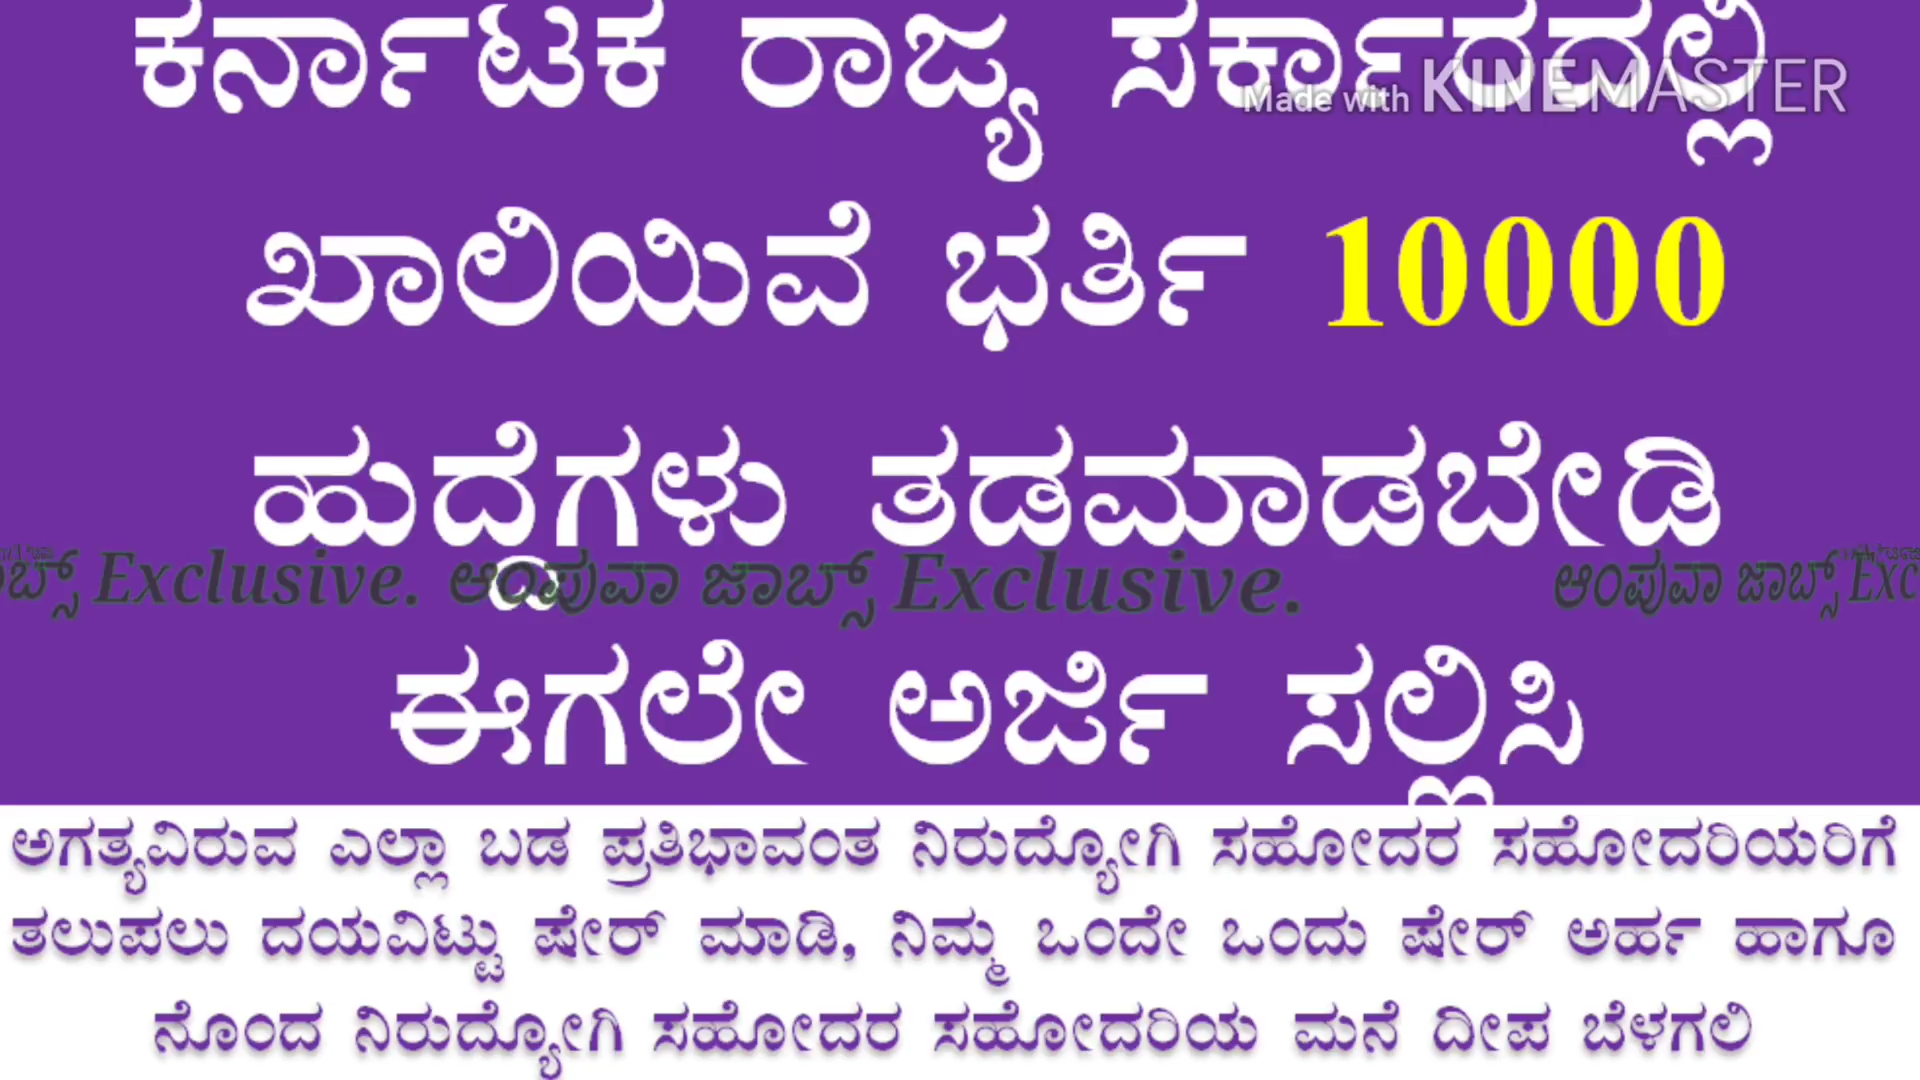 ಕರ್ನಾಟಕ ರಾಜ್ಯ ಸರ್ಕಾರದಲ್ಲಿ
Made with KINEMASTER
ಖಾಲಿಯಿವೆ ಭರ್ತಿ 10000
ಹುದ್ದೆಗಳು ತಡಮಾಡಬೇಡಿ
Exclusive. ಆಂಪುವಾ ಜಾಬ್ಸ್ Exclusive. ಆಂಪುವಾ ಜಾಬ್ಸ್
ಈಗಲೇ ಅರ್ಜಿ ಸಲ್ಲಿಸಿ
ಅಗತ್ಯವಿರುವ ಎಲ್ಲಾ ಬಡ ಪ್ರತಿಭಾವಂತ ನಿರುದ್ಯೋಗಿ ಸಹೋದರ ಸಹೋದರಿಯರಿಗೆ
ತಲುಪಲು ದಯವಿಟ್ಟು ಷೇರ್ ಮಾಡಿ, ನಿಮ್ಮ ಒಂದೇ ಒಂದು ಷೇರ್ ಅರ್ಹ ಹಾಗೂ
ನೊಂದ ನಿರುದ್ಯೋಗಿ ಸಹೋದರ ಸಹೋದರಿಯ ಮನೆ ದೀಪ ಬೆಳಗಲಿ